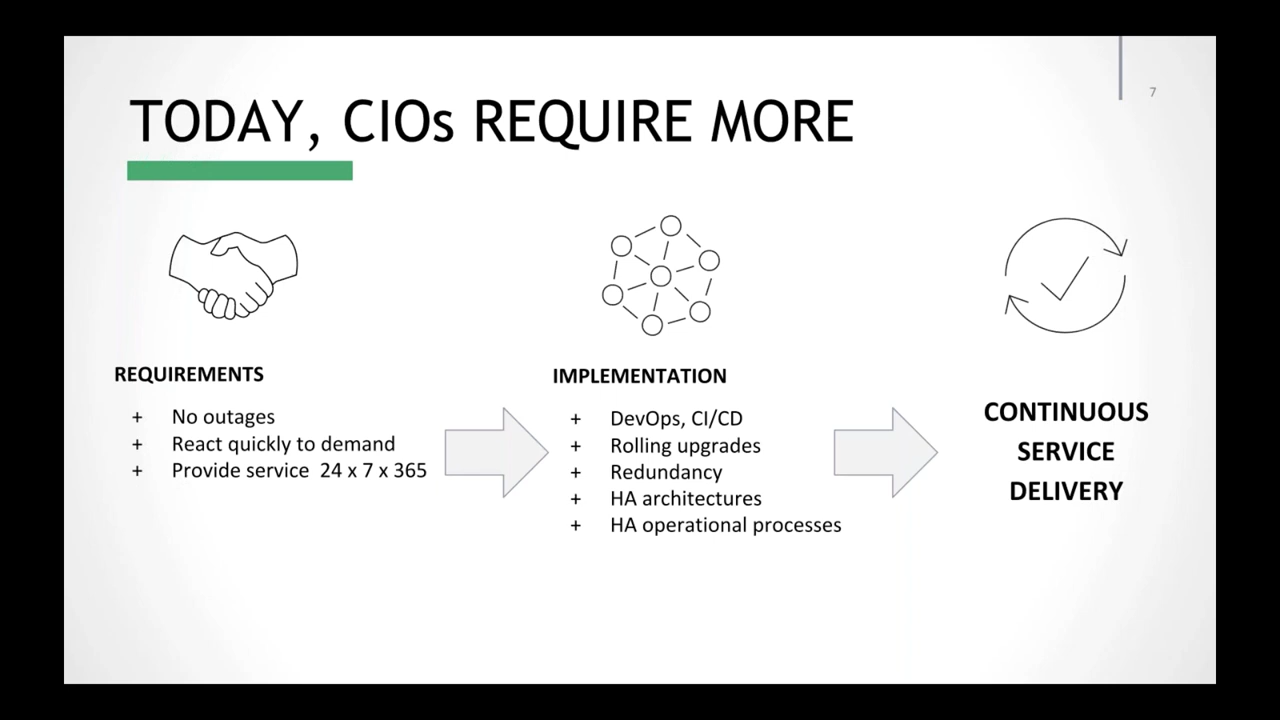 7
TODAY, CIOs REQUIRE MORE
REQUIREMENTS
+ No outages
+ React quickly to demand
+ Provide service 24 x 7 x 365
IMPLEMENTATION
+ DevOps, CI/CD
+ Rolling upgrades
+ Redundancy
+ HA architectures
+ HA operational processes
CONTINUOUS
SERVICE
DELIVERY